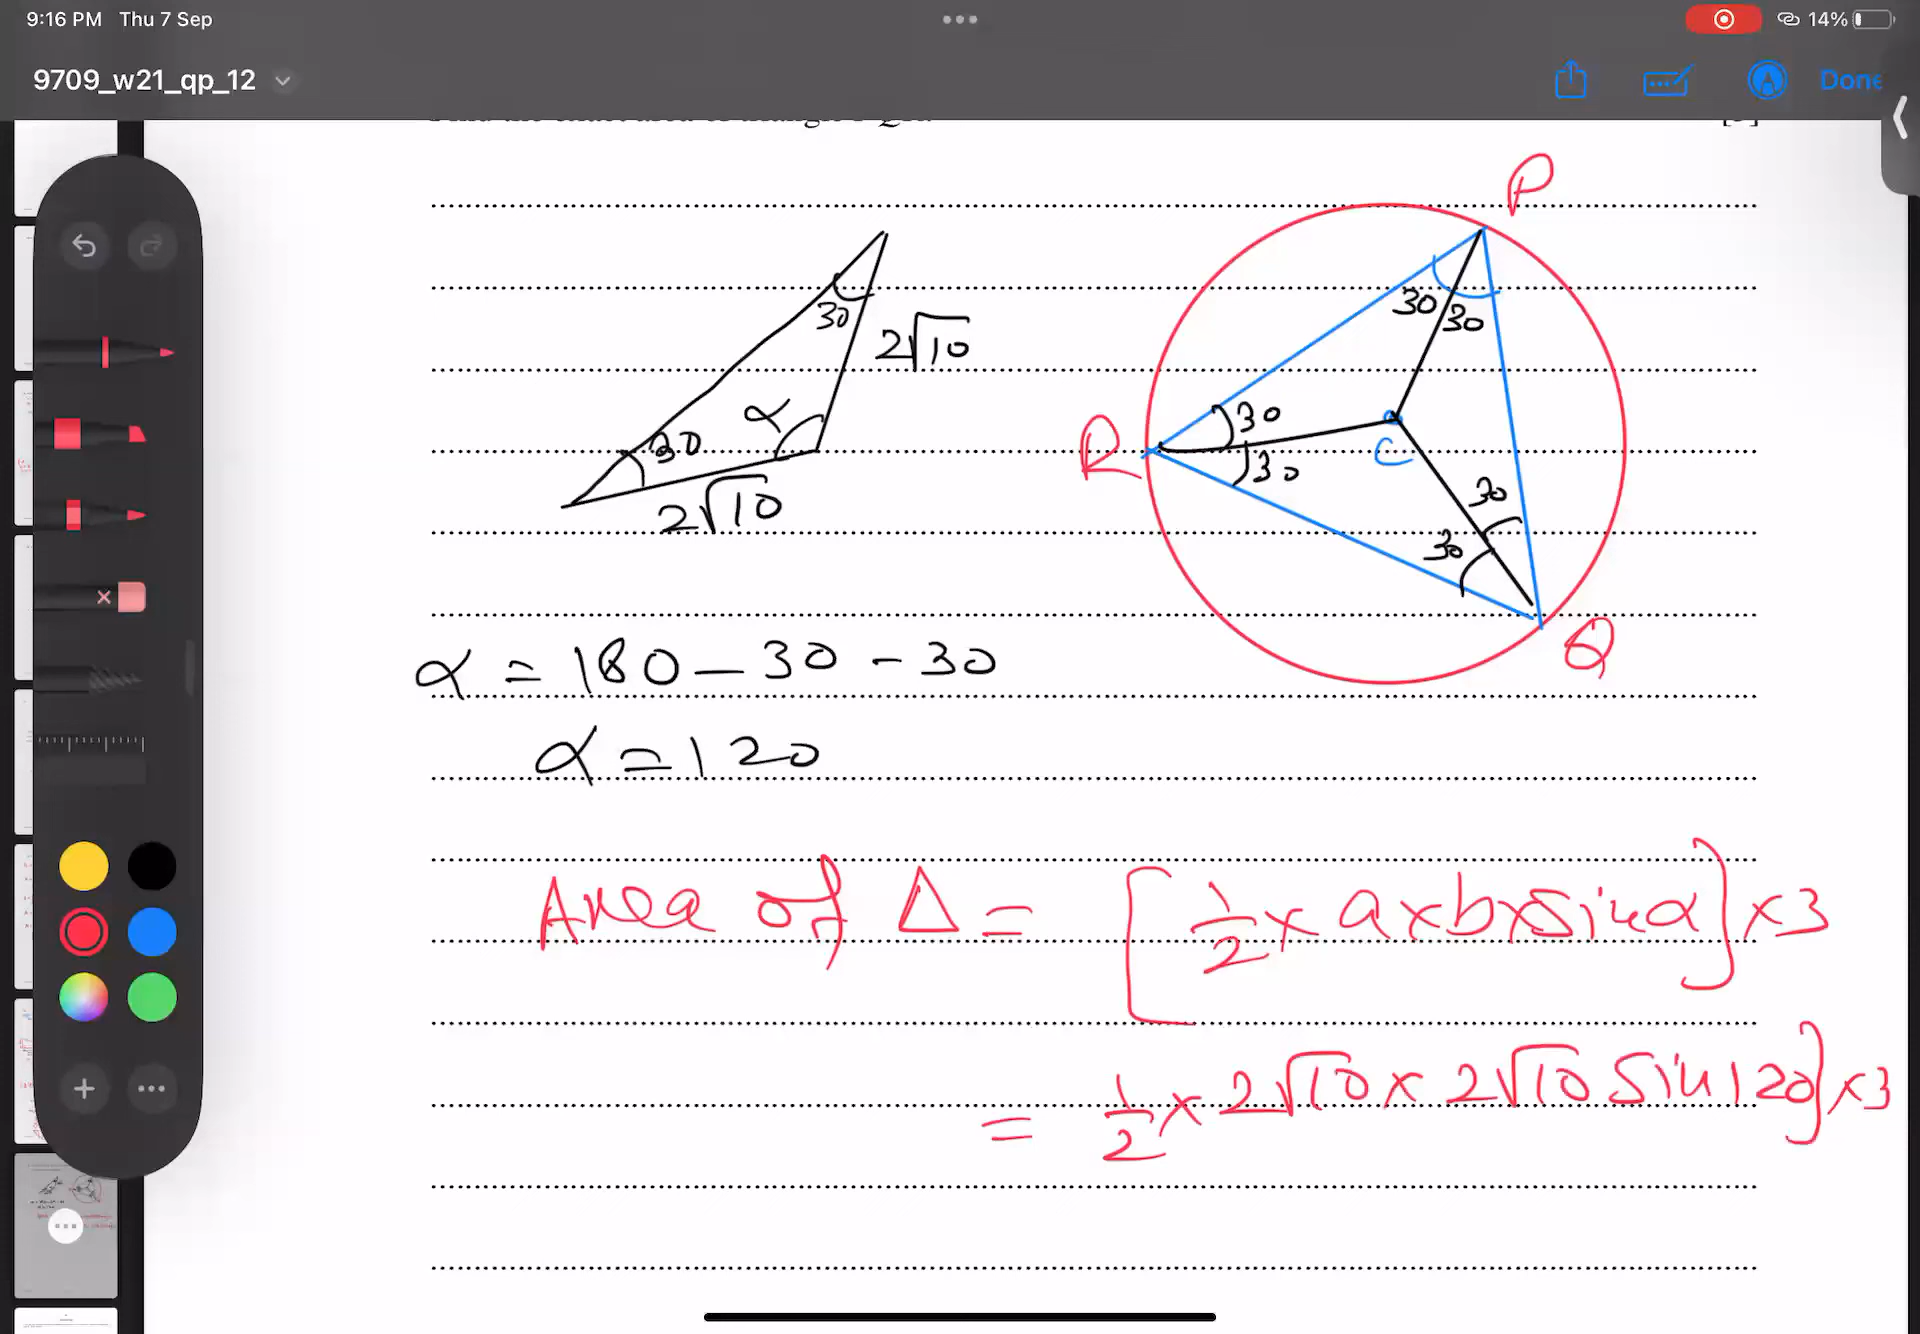 9:16 PM Thu 7 Sep
14%
9709_w21_qp_12
Done
P
30
30
30
2√10
R
30
30
α
30
C
30
30
2√10
Q
α = 180 - 30 - 30
α = 120
Area of Δ = [ 1/2 × a × b × sin α ] × 3
= 1/2 × 2√10 × 2√10 sin 120 ] × 3